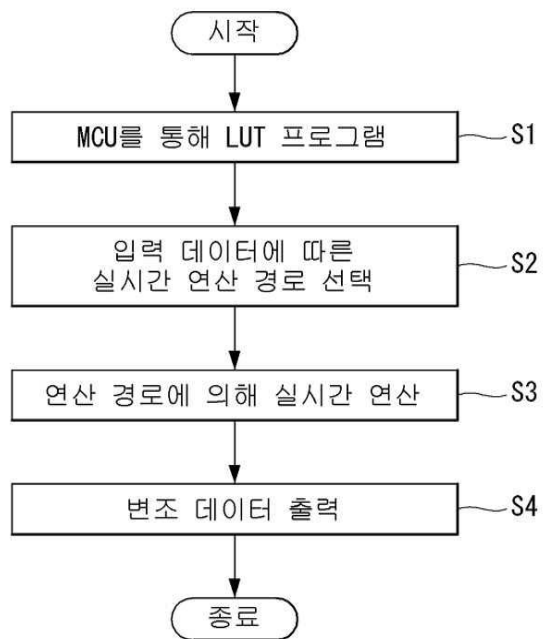 시작
MCU를 통해 LUT 프로그램
S1
입력 데이터에 따른
실시간 연산 경로 선택
S2
연산 경로에 의해 실시간 연산
S3
변조 데이터 출력
S4
종료